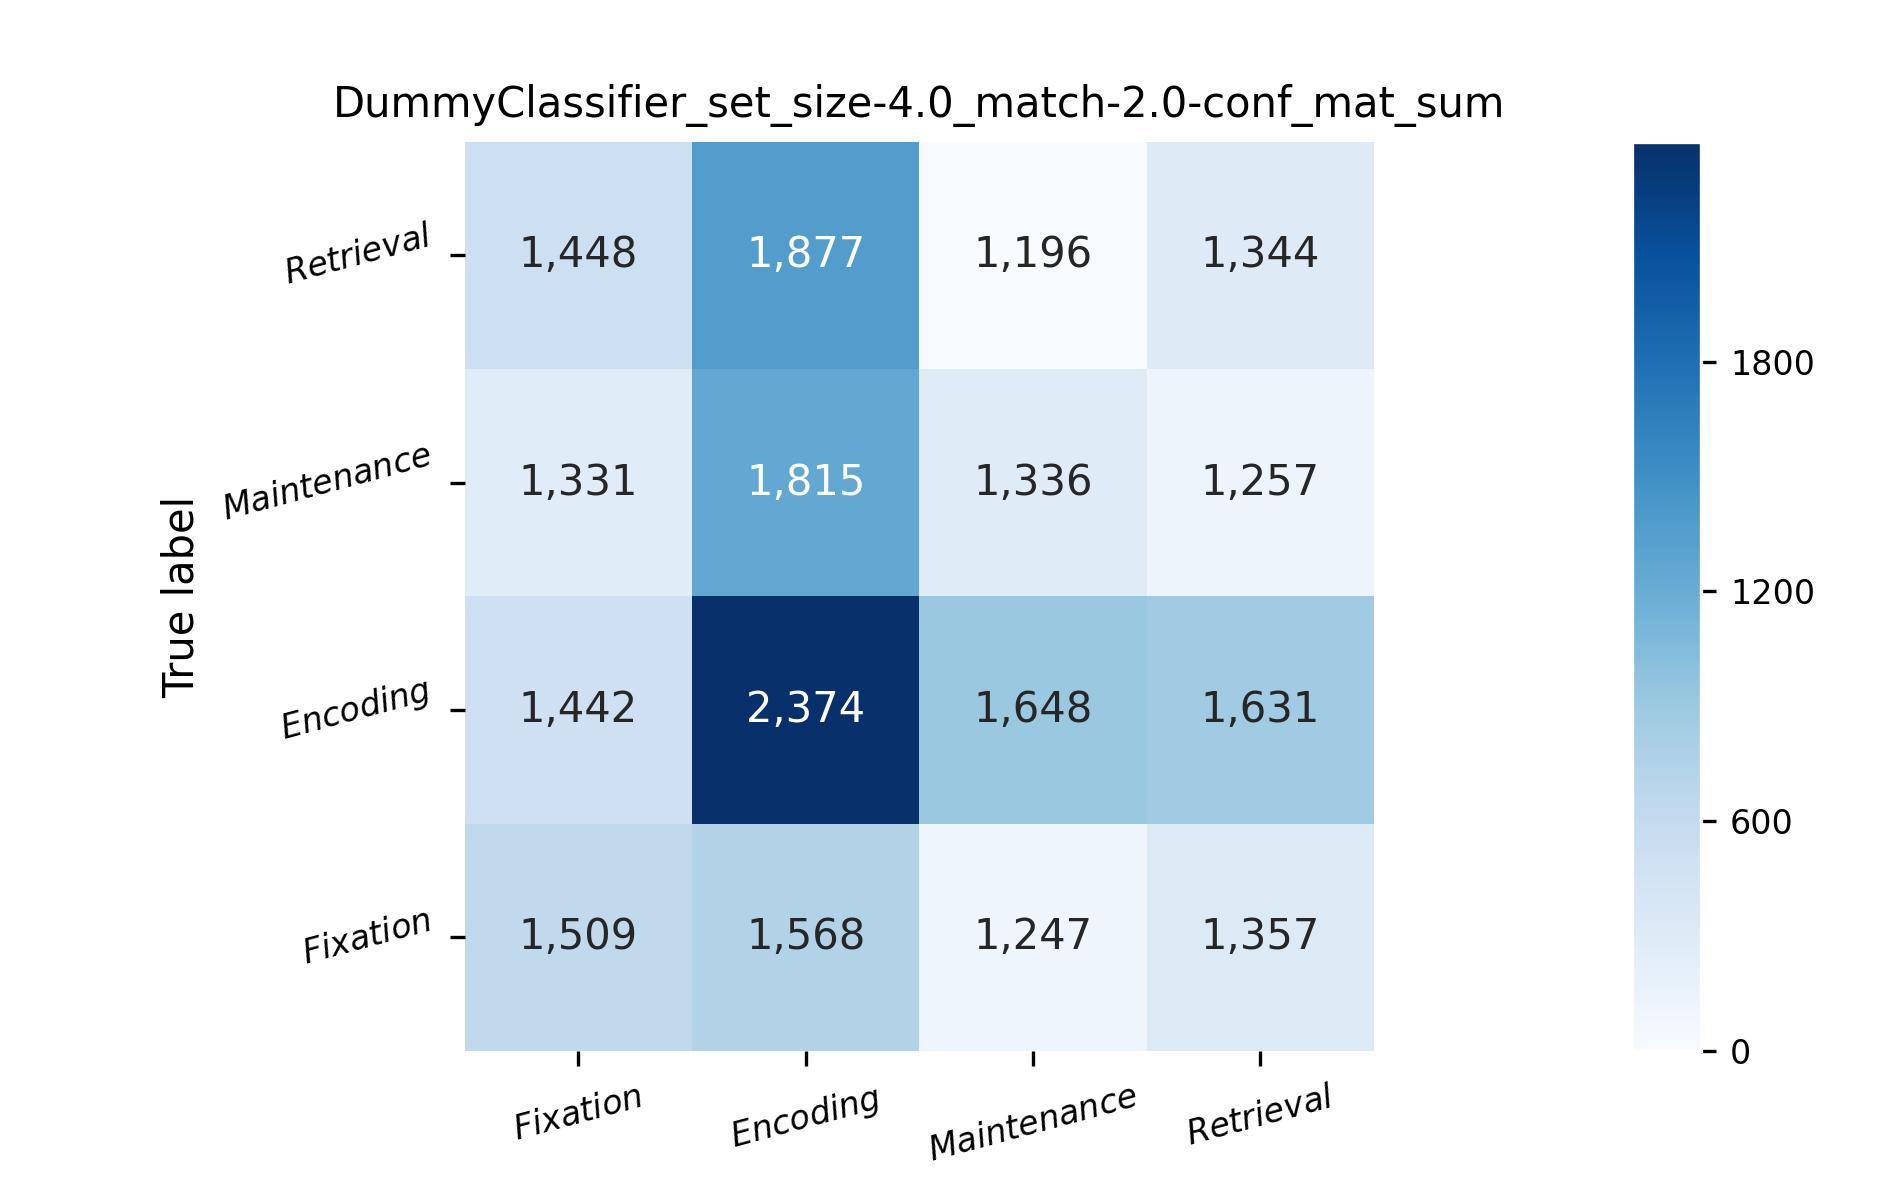 DummyClassifier_set_size-4.0_match-2.0-conf_mat_sum
True label
Retrieval 1,448 1,877 1,196 1,344
Maintenance 1,331 1,815 1,336 1,257
Encoding 1,442 2,374 1,648 1,631
Fixation 1,509 1,568 1,247 1,357
Fixation Encoding Maintenance Retrieval
1800
1200
600
0